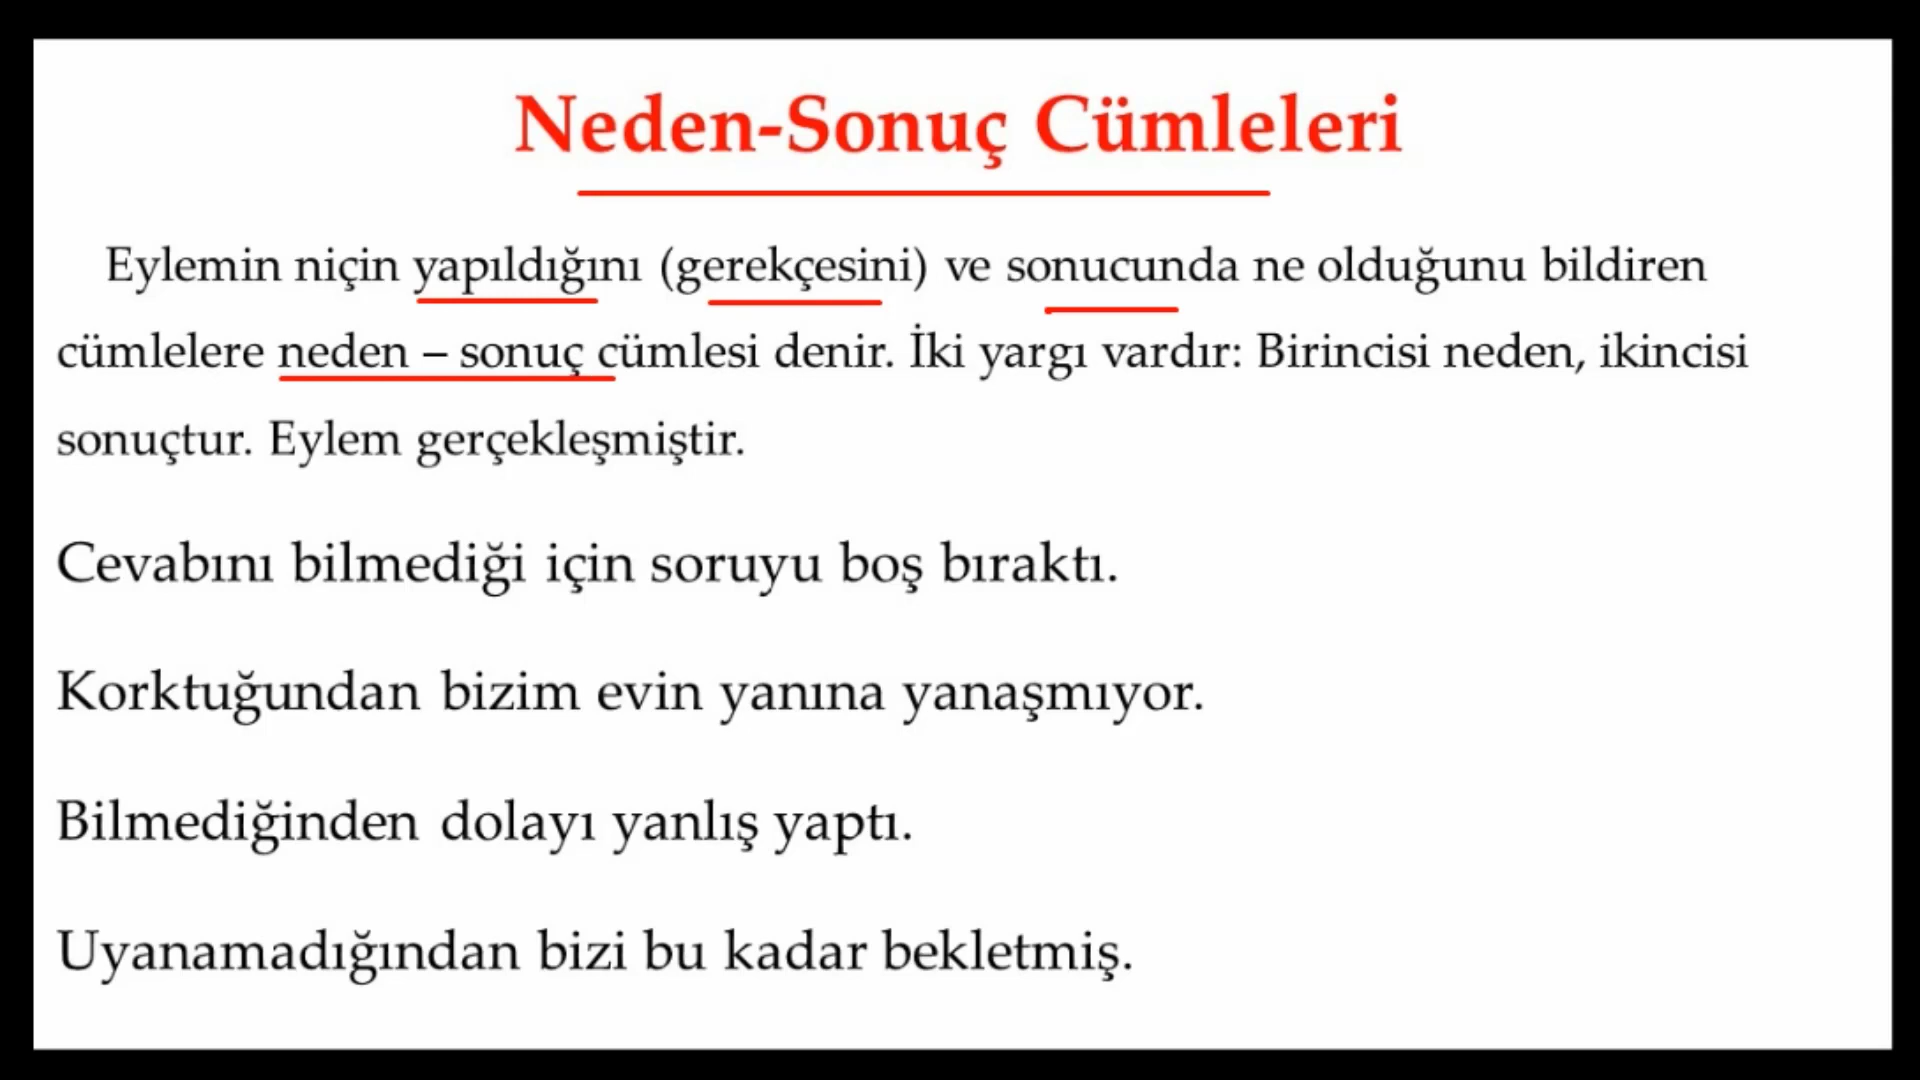 Neden-Sonuç Cümleleri
Eylemin niçin yapıldığını (gerekçesini) ve sonucunda ne olduğunu bildiren
cümlelere neden – sonuç cümlesi denir. İki yargı vardır: Birincisi neden, ikincisi
sonuçtur. Eylem gerçekleşmiştir.
Cevabını bilmediği için soruyu boş bıraktı.
Korktuğundan bizim evin yanına yanaşmıyor.
Bilmediğinden dolayı yanlış yaptı.
Uyanamadığından bizi bu kadar bekletmiş.